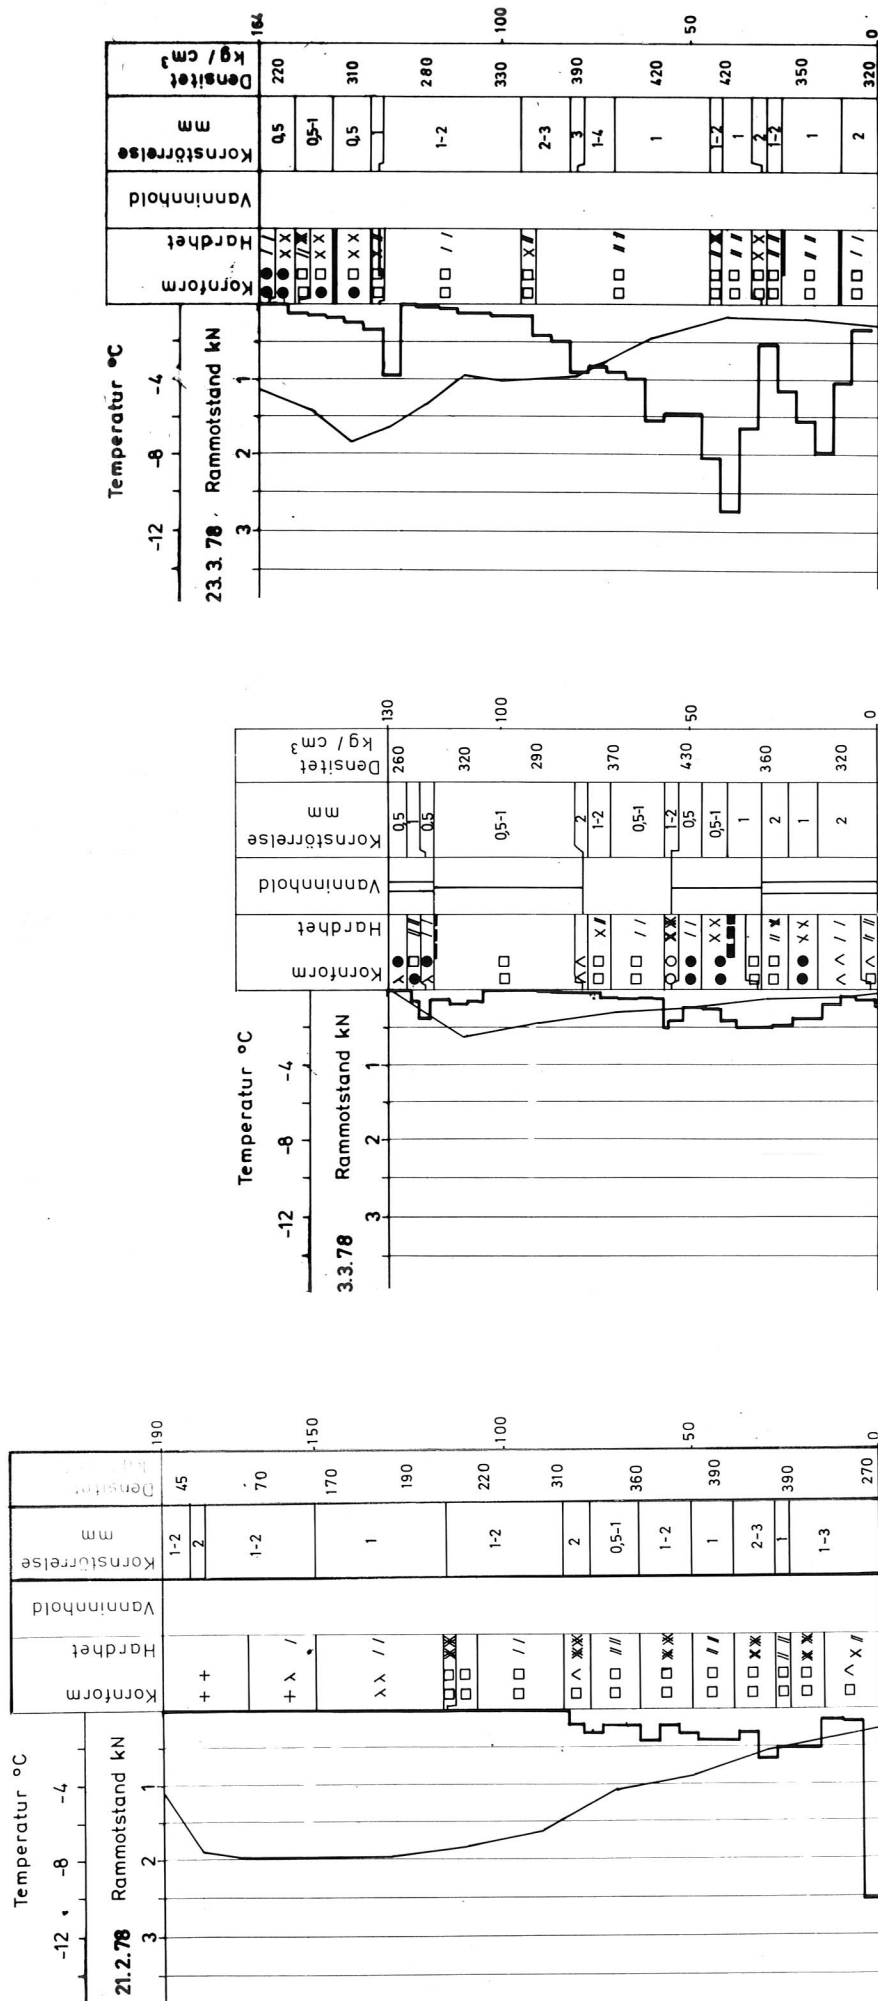 Temperatur °C
-12 -8 -4
21.2.78 Rammotstand kN
3 2 1
Kornform
Hardhet
Vanninnhold
Kornstörrelse mm
Densitet
190
1-2 45
2
1-2 70
150
1 170
190
1-2 220
100
310
2
0,5-1
1-2 360
50
1 390
2-3
1 390
1-3
270
0
Temperatur °C
-12 -8 -4
3.3.78 Rammotstand kN
3 2 1
Kornform
Hardhet
Vanninnhold
Kornstörrelse mm
Densitet kg / cm³
130
0,5 260
1
0,5
320
0,5-1 100
290
2
1-2
370
0,5-1
1-2
50
0,5 430
0,5-1
1
2 360
1
2 320
0
Temperatur °C
-12 -8 -4
23.3.78 Rammotstand kN
3 2 1
Kornform
Hardhet
Vanninnhold
Kornstörrelse mm
Densitet kg / cm³
164
0,5 220
0,5-1
0,5 310
1
1-2 280
330 100
2-3
3 390
1-4
1 420
50
1-2
1 420
2
1-2
1 350
2 320
0